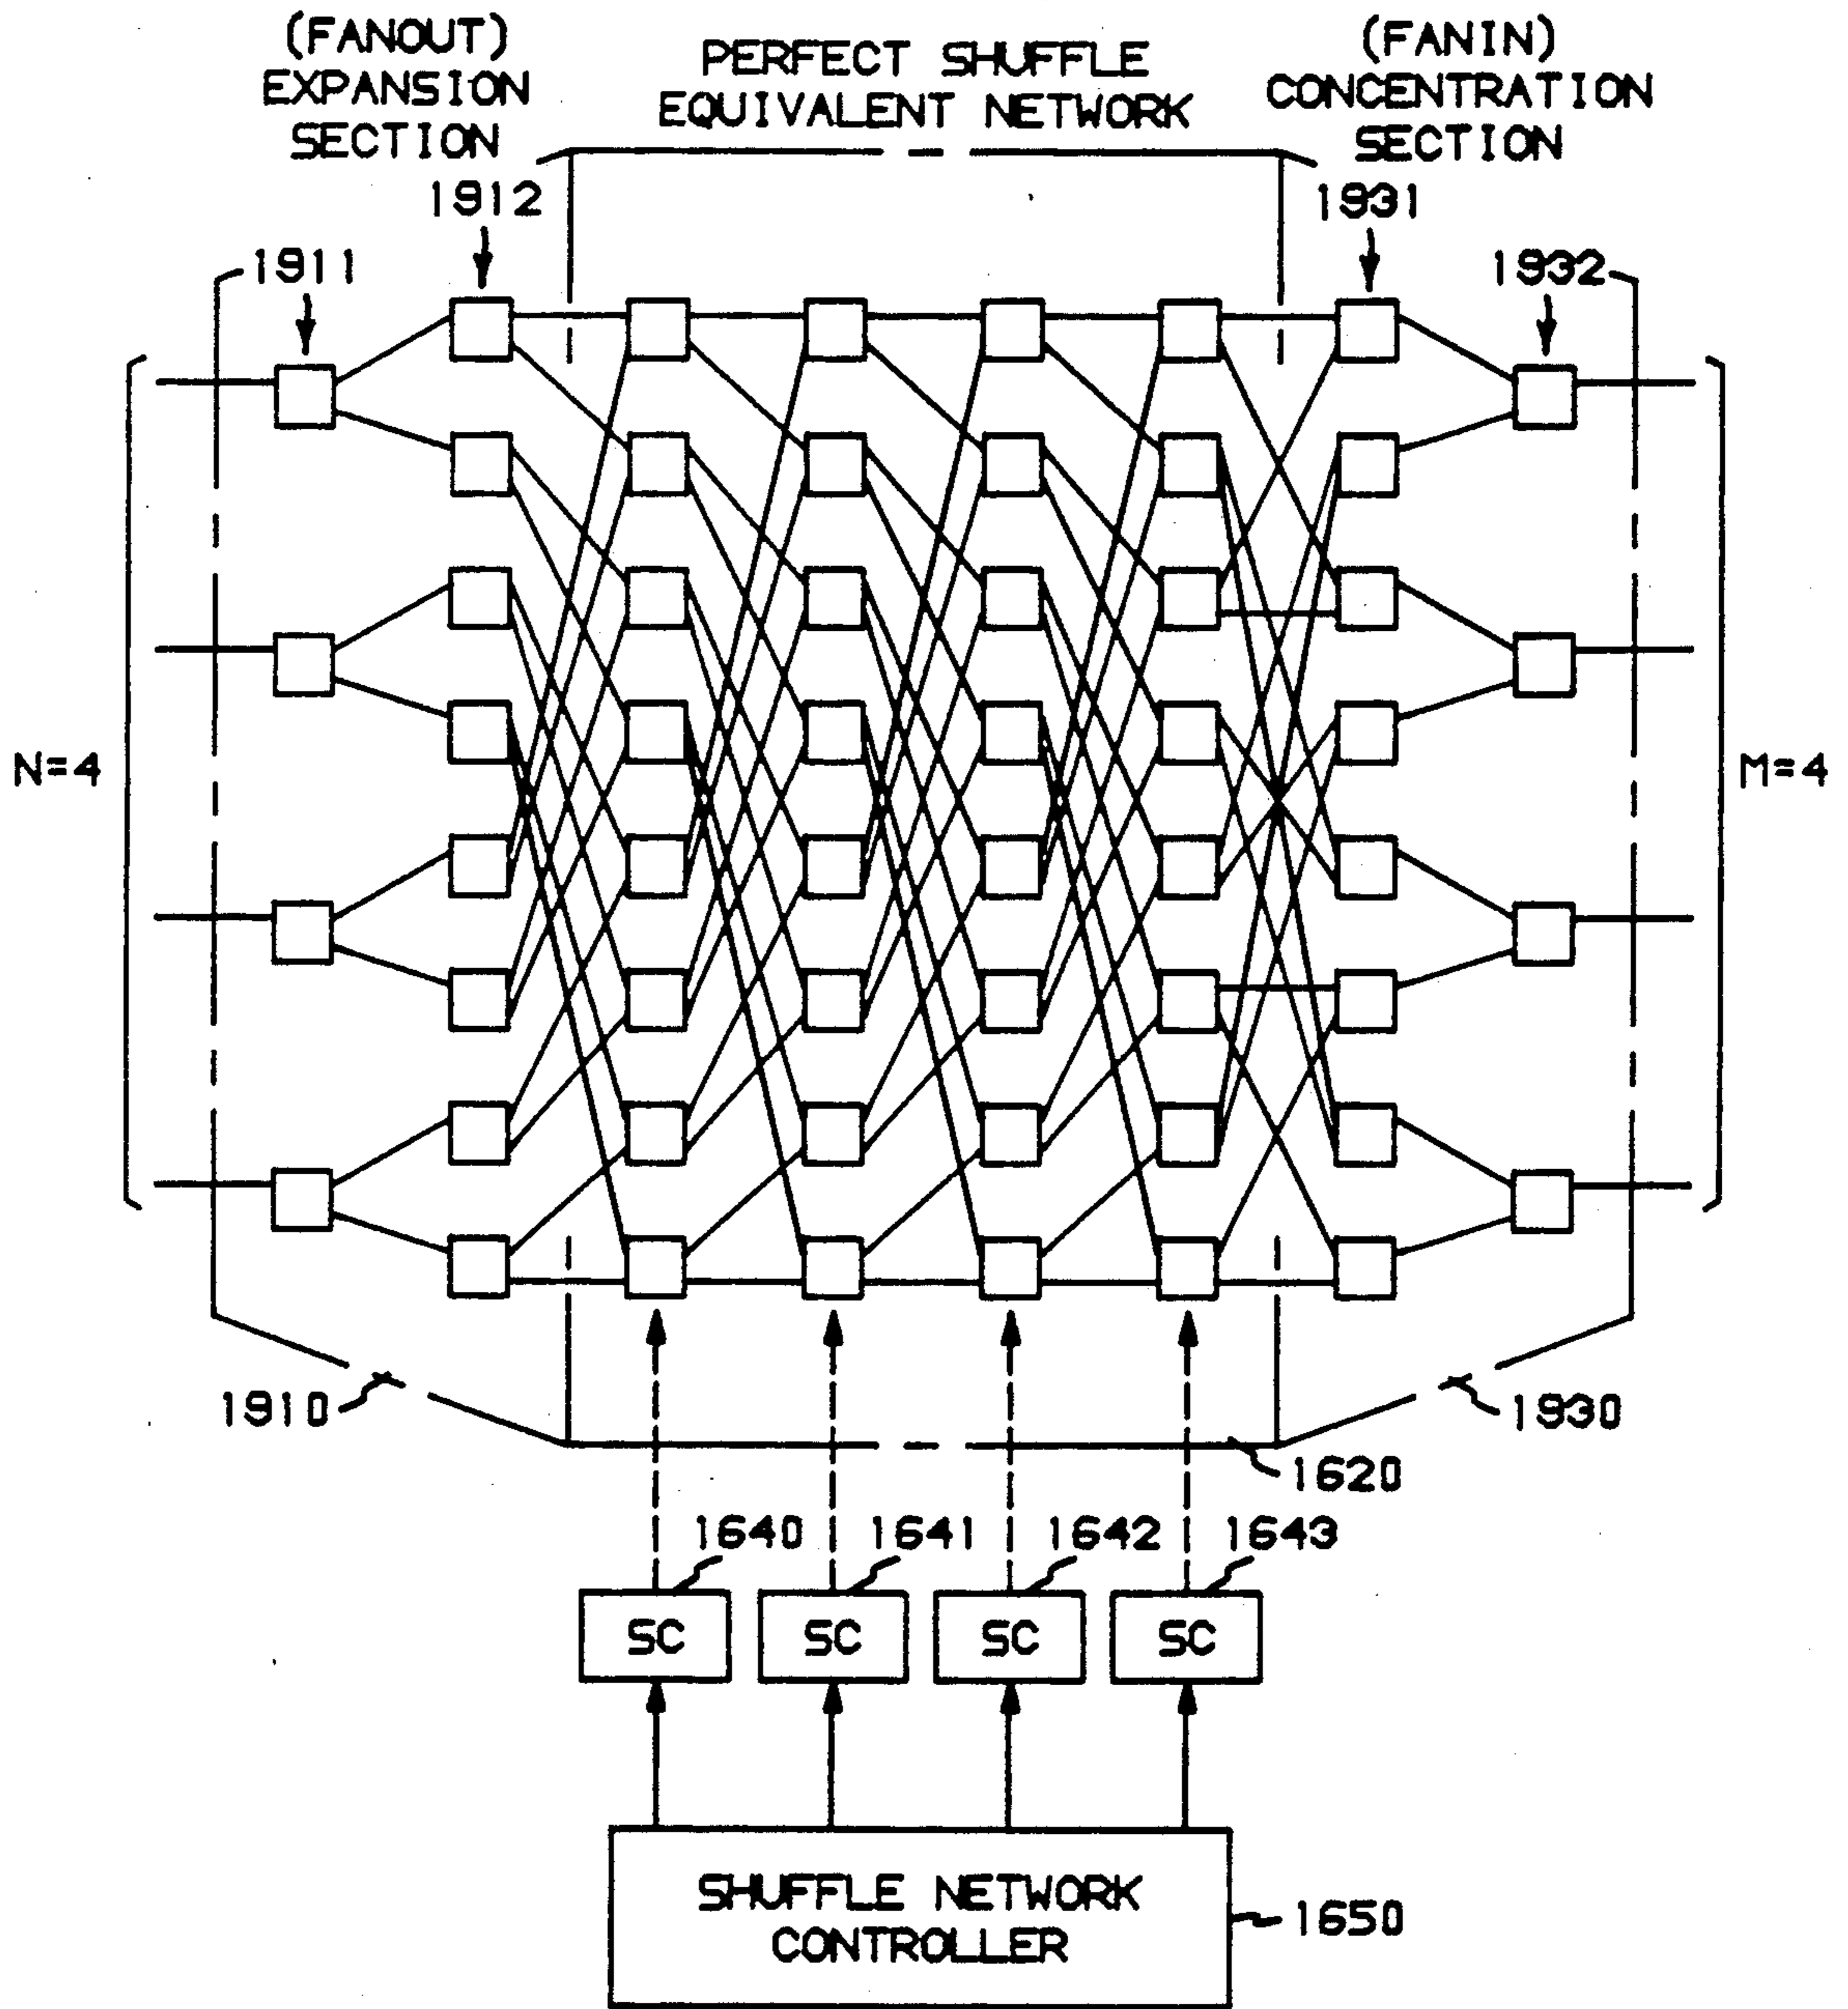 (FANOUT)
EXPANSION
SECTION
PERFECT SHUFFLE
EQUIVALENT NETWORK
(FANIN)
CONCENTRATION
SECTION
1912
1931
1911
1932
N=4
M=4
1910
1930
1620
1640
1641
1642
1643
SC
SC
SC
SC
SHUFFLE NETWORK
CONTROLLER
1650